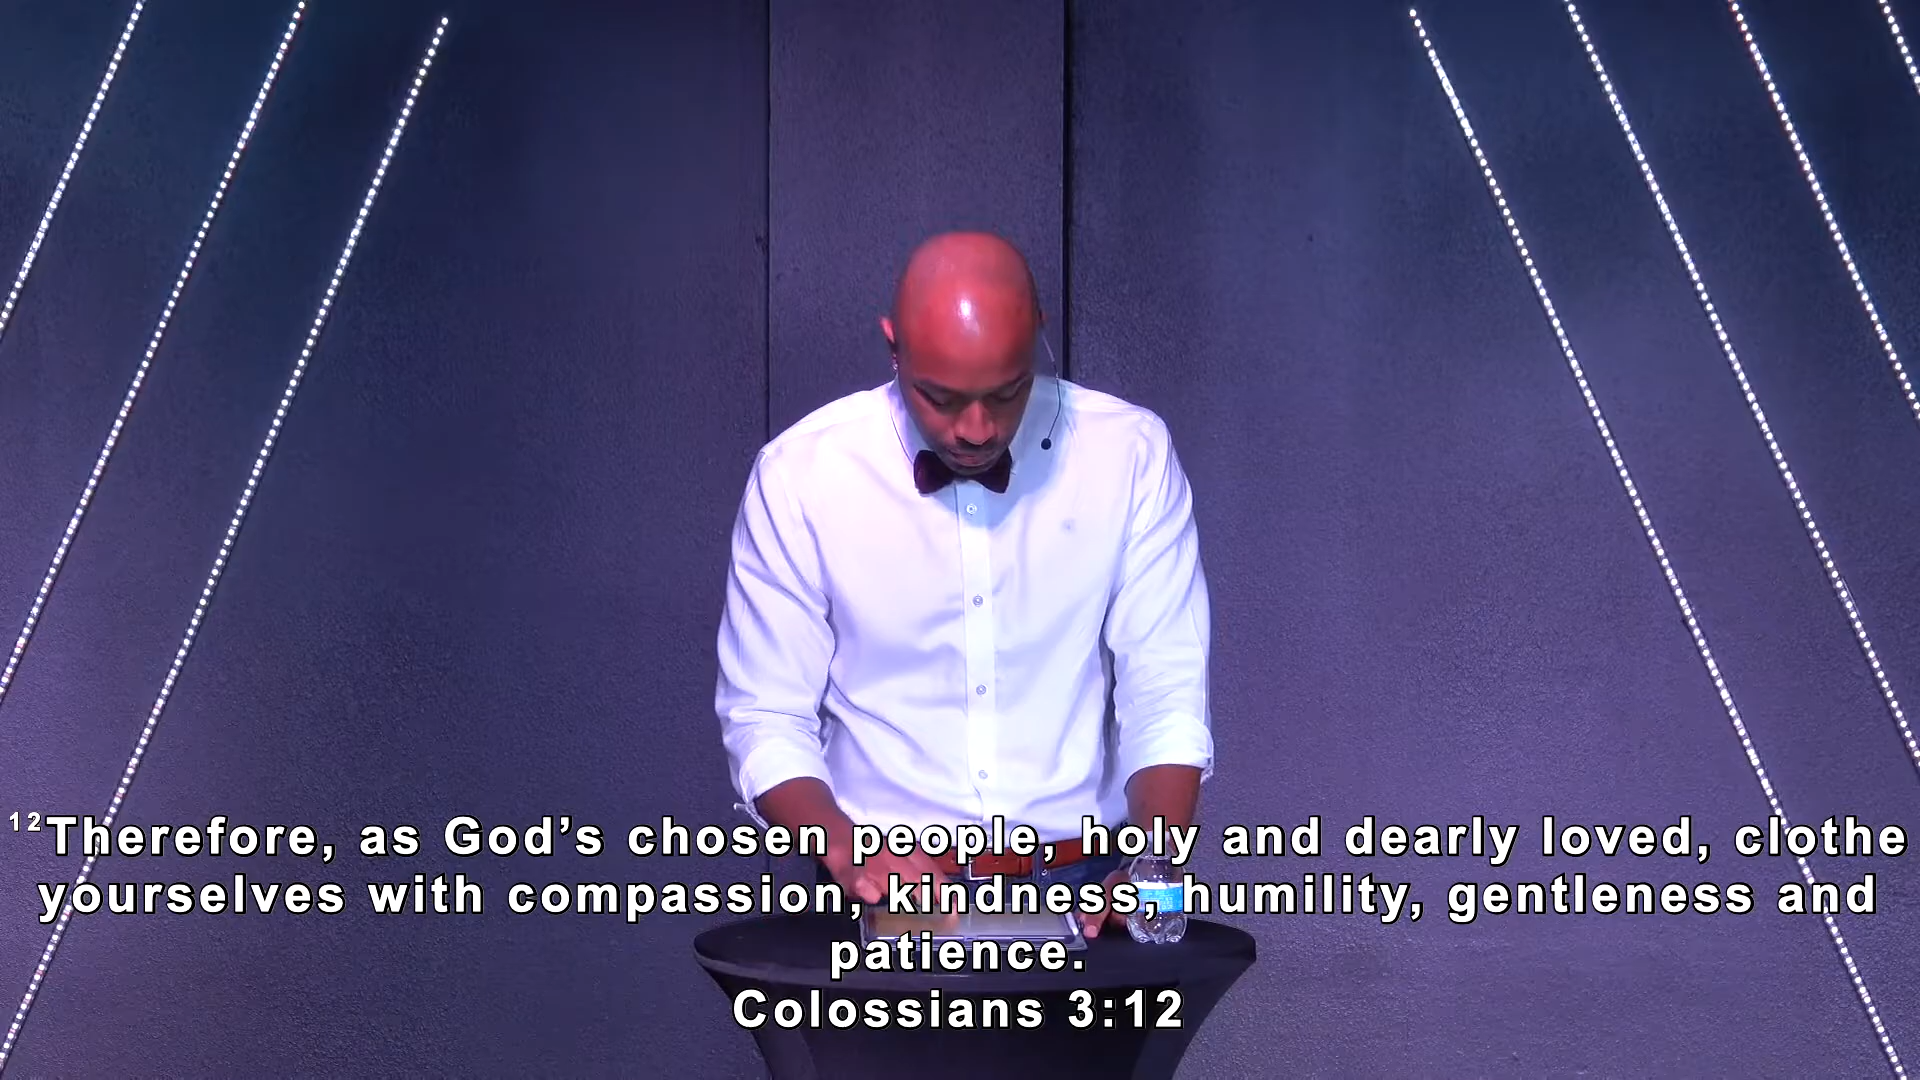 ¹²Therefore, as God’s chosen people, holy and dearly loved, clothe
yourselves with compassion, kindness, humility, gentleness and
patience.
Colossians 3:12